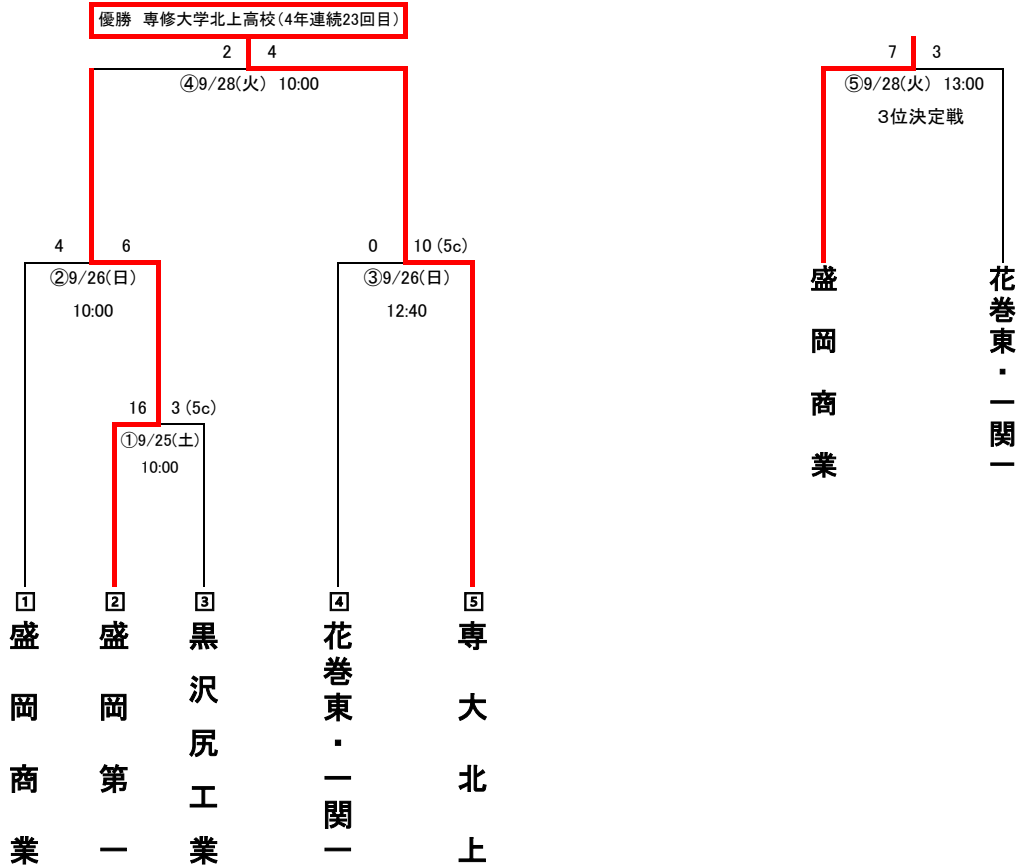 優勝　専修大学北上高校（4年連続23回目）
2 4
④9/28(火) 10:00
7 3
⑤9/28(火) 13:00
３位決定戦
4 6
②9/26(日)
10:00
0 10 (5c)
③9/26(日)
12:40
盛岡商業
花巻東・一関一
16 3 (5c)
①9/25(土)
10:00
1
盛岡商業
2
盛岡第一
3
黒沢尻工業
4
花巻東・一関一
5
専大北上